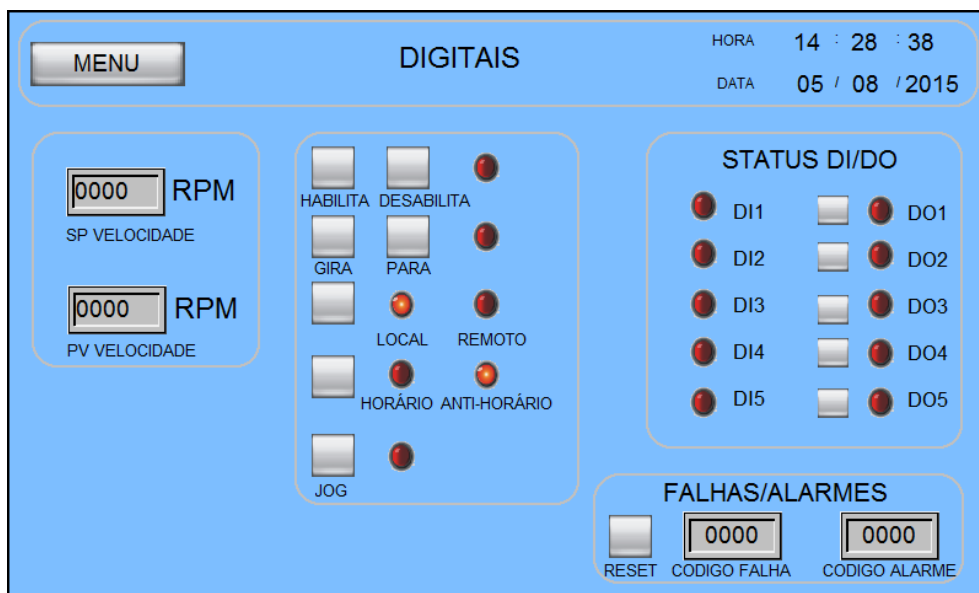 MENU
DIGITAIS
HORA 14 : 28 : 38
DATA 05 / 08 / 2015
0000 RPM
SP VELOCIDADE
0000 RPM
PV VELOCIDADE
HABILITA DESABILITA
GIRA PARA
LOCAL REMOTO
HORÁRIO ANTI-HORÁRIO
JOG
STATUS DI/DO
DI1 DO1
DI2 DO2
DI3 DO3
DI4 DO4
DI5 DO5
FALHAS/ALARMES
0000 0000
RESET CODIGO FALHA CODIGO ALARME